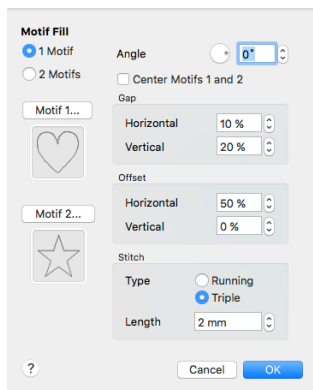 Motif Fill
1 Motif
2 Motifs
Motif 1...
Motif 2...
Angle 0°
Center Motifs 1 and 2
Gap
Horizontal 10 %
Vertical 20 %
Offset
Horizontal 50 %
Vertical 0 %
Stitch
Type Running
Triple
Length 2 mm
? Cancel OK